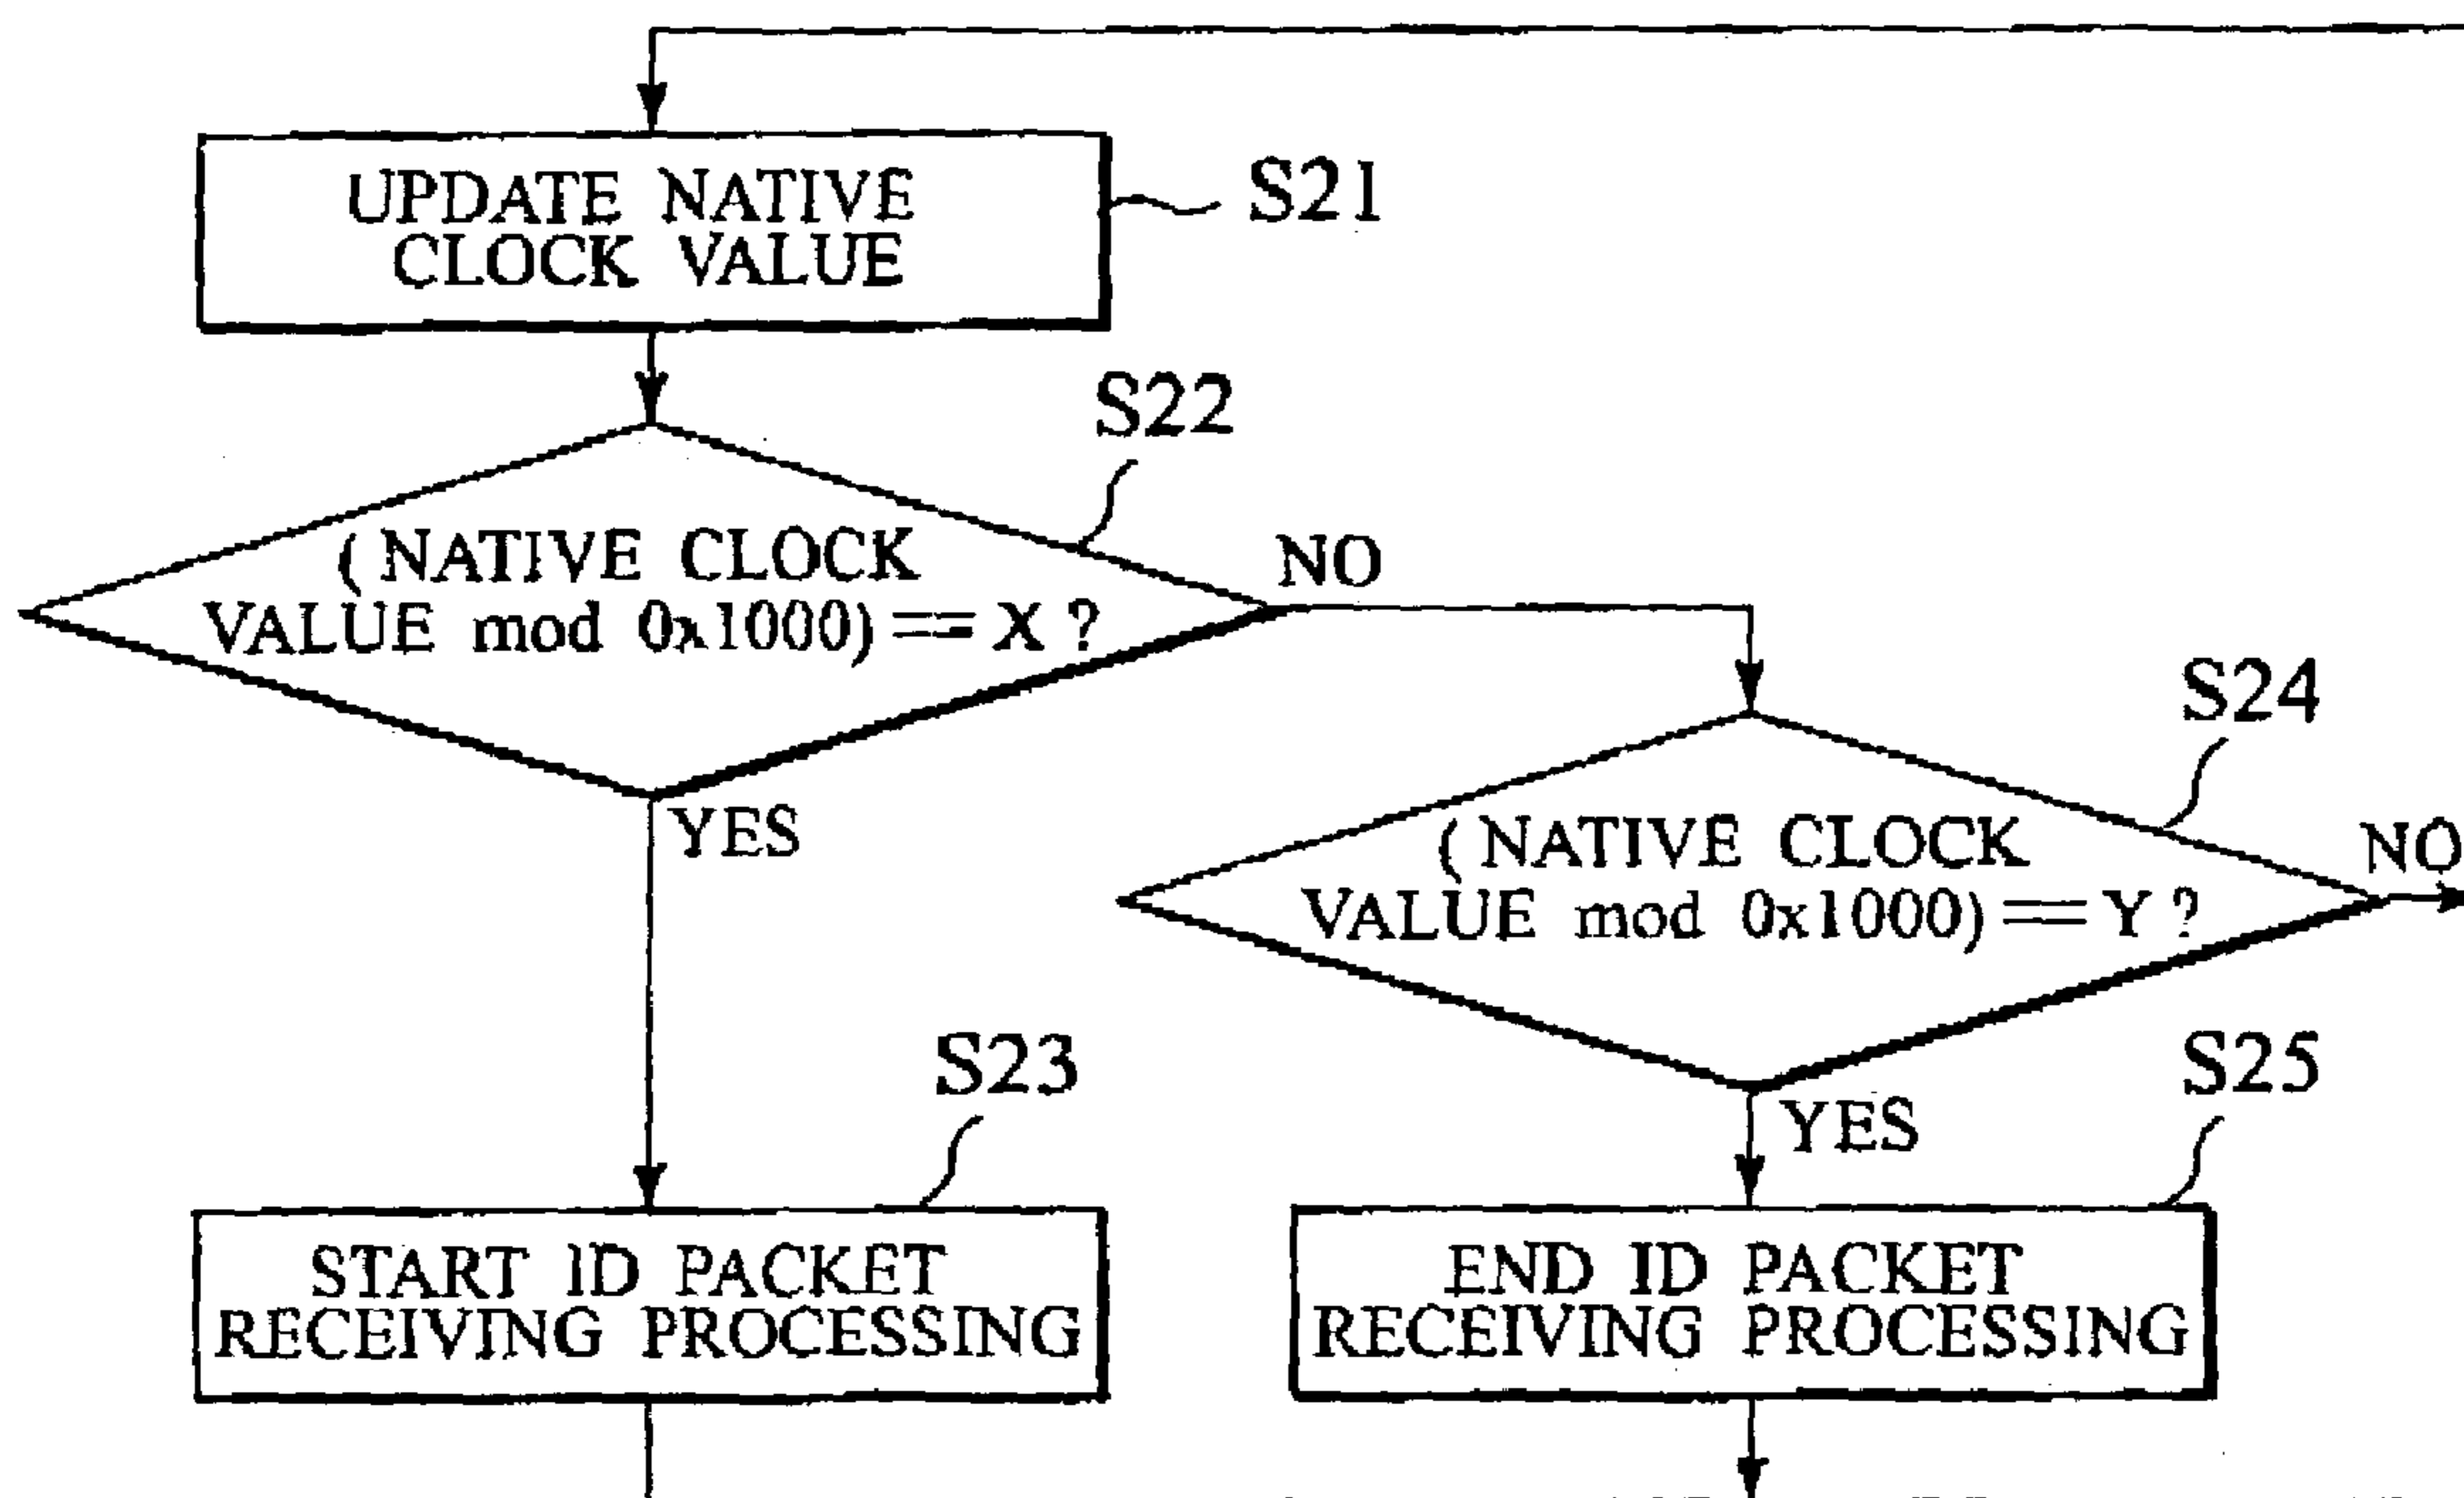 UPDATE NATIVE
CLOCK VALUE
S21
S22
(NATIVE CLOCK
VALUE mod 0x1000) == X ?
NO
YES
S24
(NATIVE CLOCK
VALUE mod 0x1000) == Y ?
NO
YES
S23
START ID PACKET
RECEIVING PROCESSING
S25
END ID PACKET
RECEIVING PROCESSING